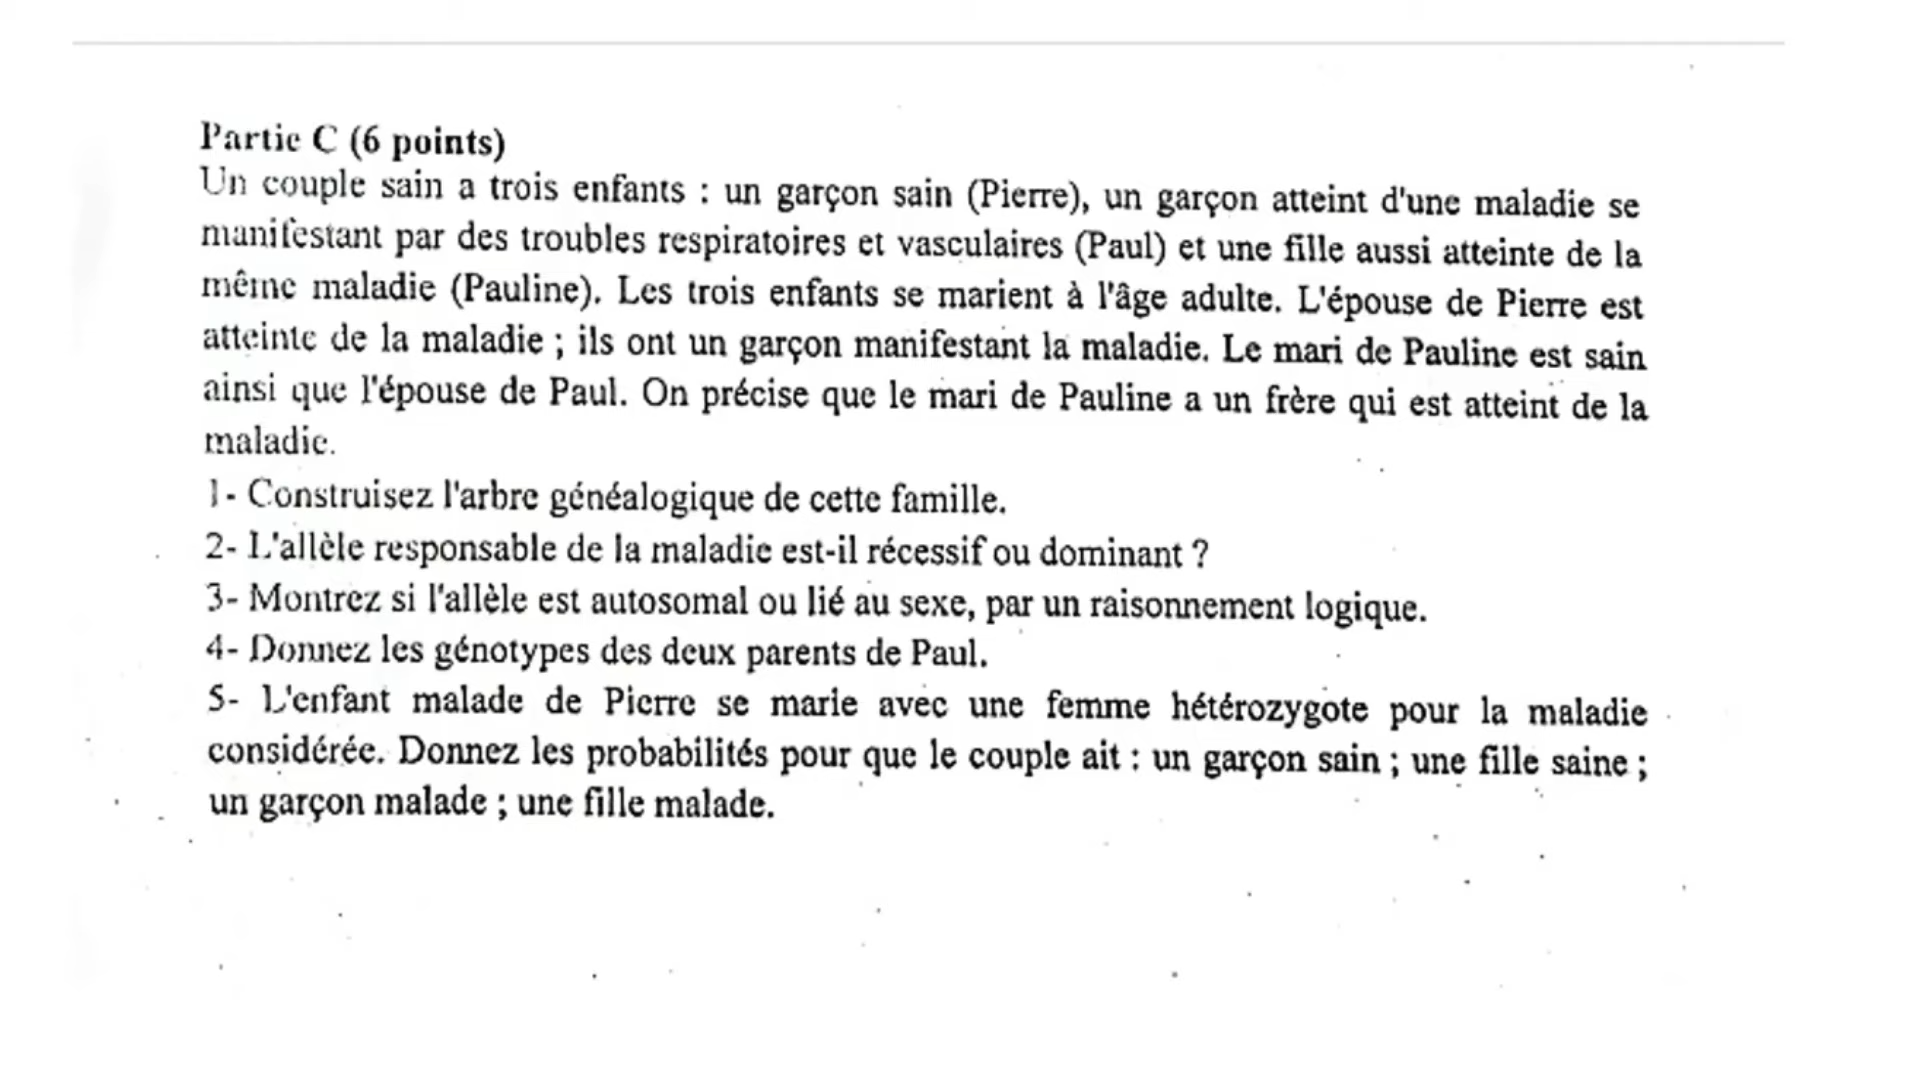 Partie C (6 points)
Un couple sain a trois enfants : un garçon sain (Pierre), un garçon atteint d'une maladie se
manifestant par des troubles respiratoires et vasculaires (Paul) et une fille aussi atteinte de la
même maladie (Pauline). Les trois enfants se marient à l'âge adulte. L'épouse de Pierre est
atteinte de la maladie ; ils ont un garçon manifestant la maladie. Le mari de Pauline est sain
ainsi que l'épouse de Paul. On précise que le mari de Pauline a un frère qui est atteint de la
maladie.
1- Construisez l'arbre généalogique de cette famille.
2- L'allèle responsable de la maladie est-il récessif ou dominant ?
3- Montrez si l'allèle est autosomal ou lié au sexe, par un raisonnement logique.
4- Donnez les génotypes des deux parents de Paul.
5- L'enfant malade de Pierre se marie avec une femme hétérozygote pour la maladie
considérée. Donnez les probabilités pour que le couple ait : un garçon sain ; une fille saine ;
un garçon malade ; une fille malade.